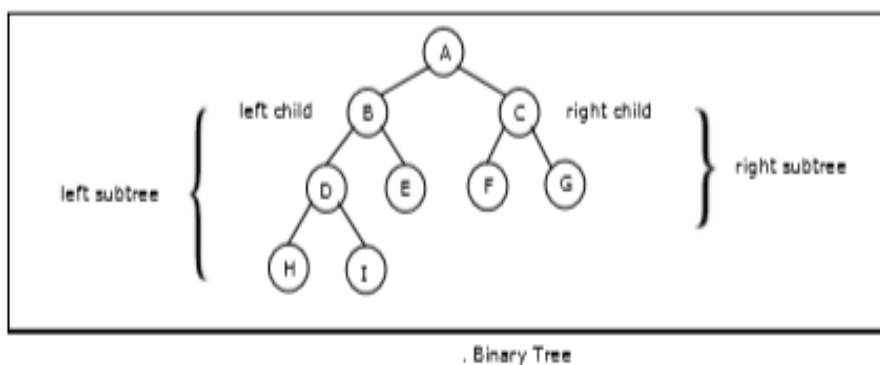 A
left child
B
C
right child
left subtree
D
E
F
G
right subtree
H
I
. Binary Tree